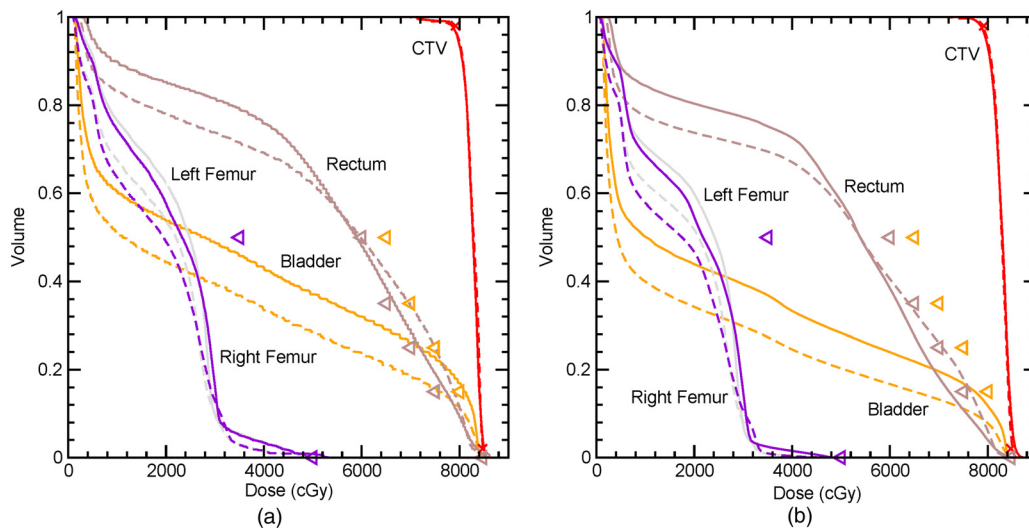 1
0.8
0.6
0.4
0.2
0
Volume
CTV
Rectum
Left Femur
Bladder
Right Femur
0 2000 4000 6000 8000
Dose (cGy)
(a)
1
0.8
0.6
0.4
0.2
0
Volume
CTV
Rectum
Left Femur
Right Femur
Bladder
0 2000 4000 6000 8000
Dose (cGy)
(b)